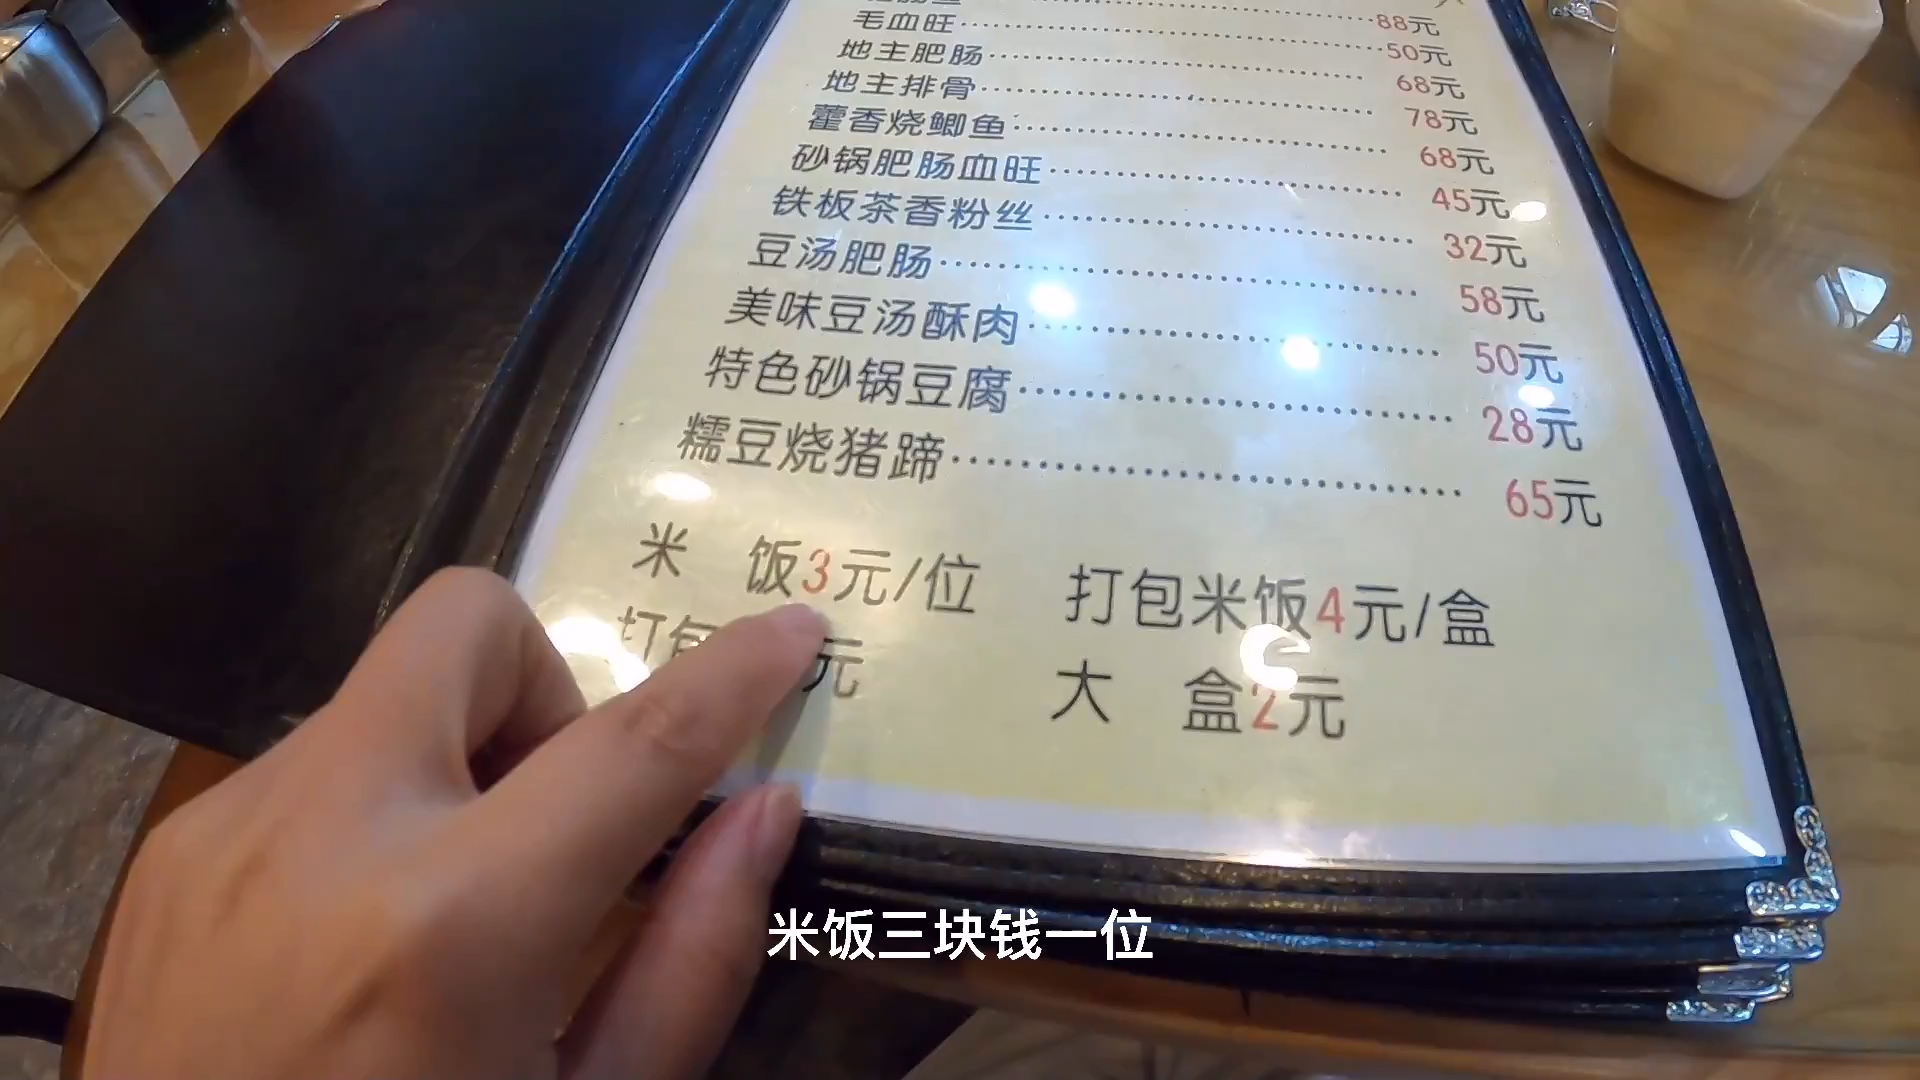 88元
毛血旺 50元
地主肥肠 68元
地主排骨 78元
藿香烧鲫鱼 68元
砂锅肥肠血旺 45元
铁板茶香粉丝 32元
豆汤肥肠 58元
美味豆汤酥肉 50元
特色砂锅豆腐 28元
糯豆烧猪蹄 65元
米 饭3元/位 打包米饭4元/盒
打包 元 大 盒2元
米饭三块钱一位